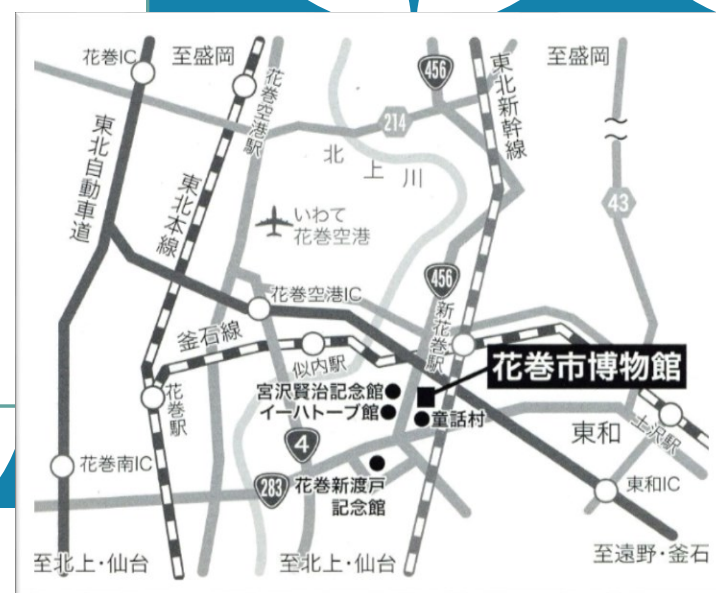 花巻IC
至盛岡
花巻空港駅
456
東北新幹線
至盛岡
214
東北自動車道
東北本線
北上川
43
いわて
花巻空港
456
花巻空港IC
新花巻駅
釜石線
似内駅
花巻市博物館
宮沢賢治記念館
イーハトーブ館
童話村
花巻駅
4
東和
土沢駅
花巻南IC
283
花巻新渡戸
記念館
東和IC
至北上・仙台
至北上・仙台
至遠野・釜石